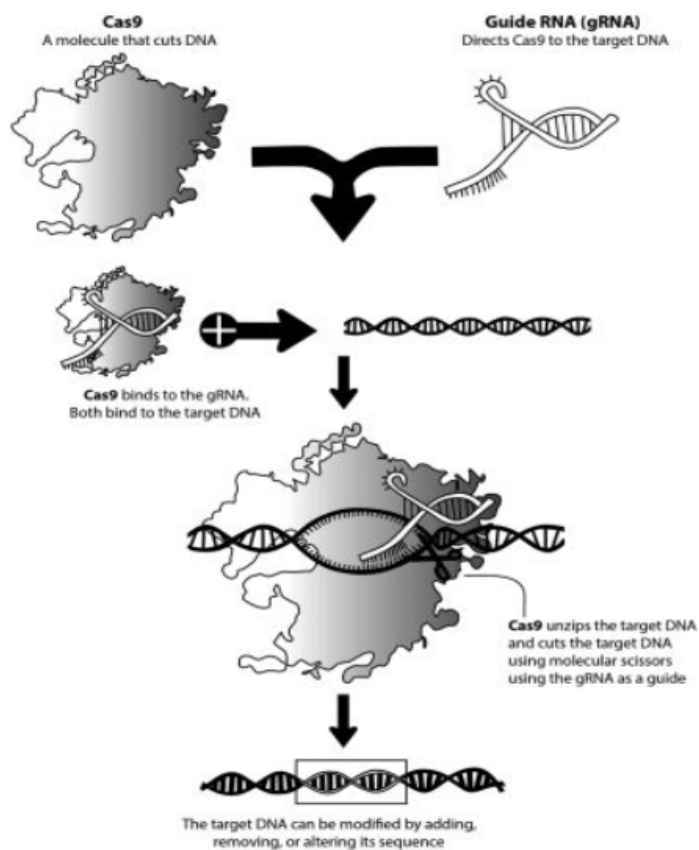 Cas9
A molecule that cuts DNA
Guide RNA (gRNA)
Directs Cas9 to the target DNA
Cas9 binds to the gRNA.
Both bind to the target DNA
Cas9 unzips the target DNA
and cuts the target DNA
using molecular scissors
using the gRNA as a guide
The target DNA can be modified by adding,
removing, or altering its sequence